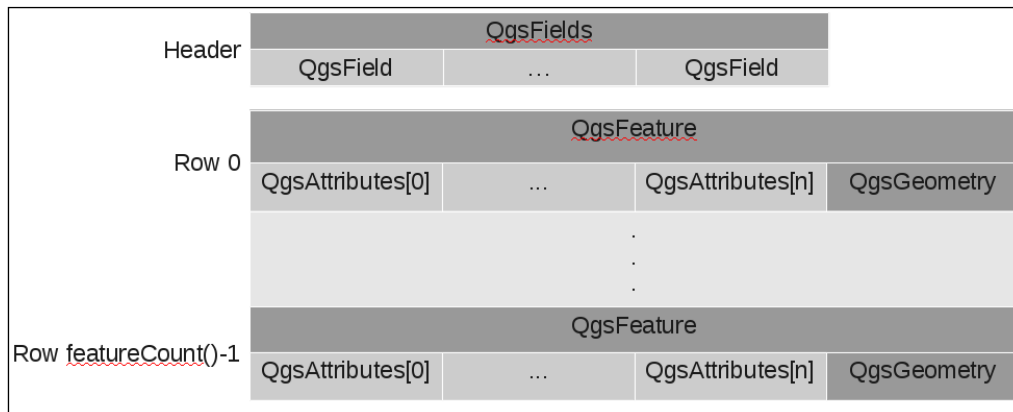 QgsFields
Header
QgsField ... QgsField
QgsFeature
Row 0
QgsAttributes[0] ... QgsAttributes[n] QgsGeometry
.
.
.
QgsFeature
Row featureCount()-1
QgsAttributes[0] ... QgsAttributes[n] QgsGeometry